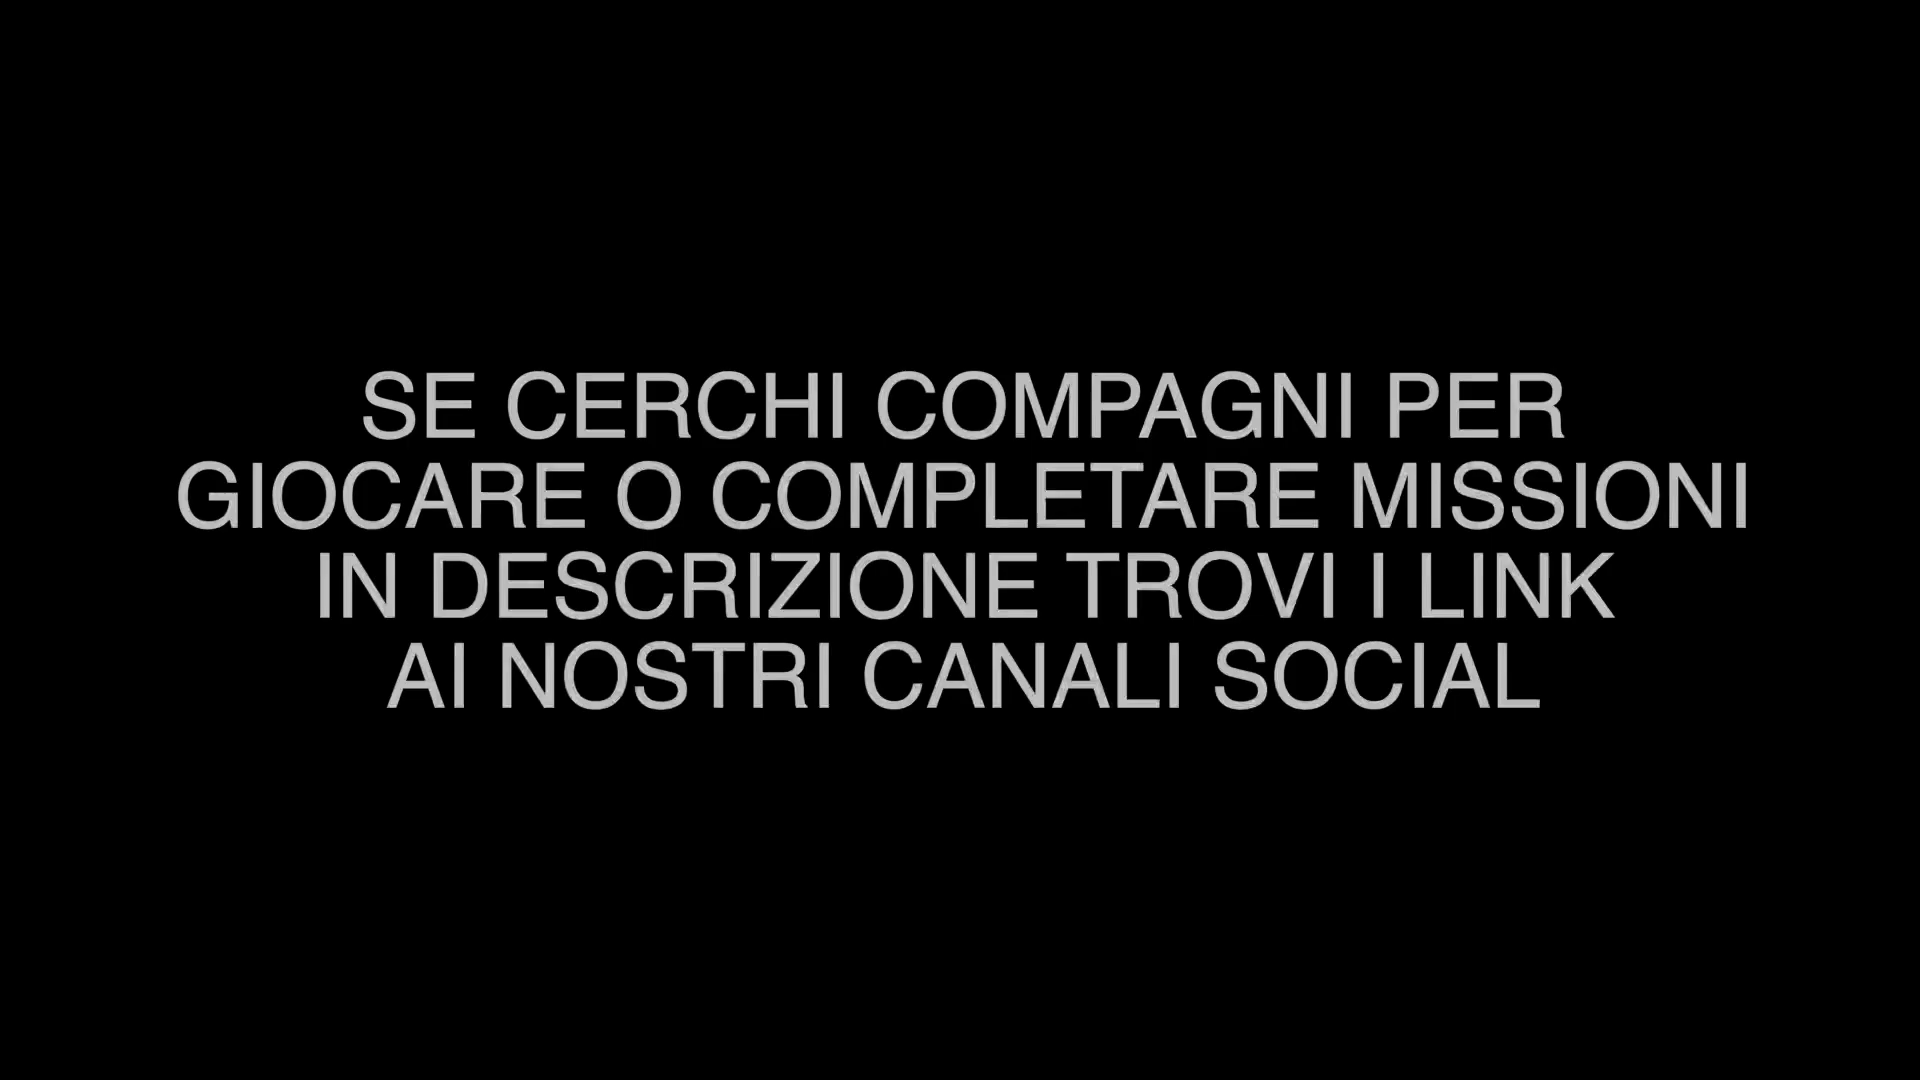 SE CERCHI COMPAGNI PER
GIOCARE O COMPLETARE MISSIONI
IN DESCRIZIONE TROVI I LINK
AI NOSTRI CANALI SOCIAL